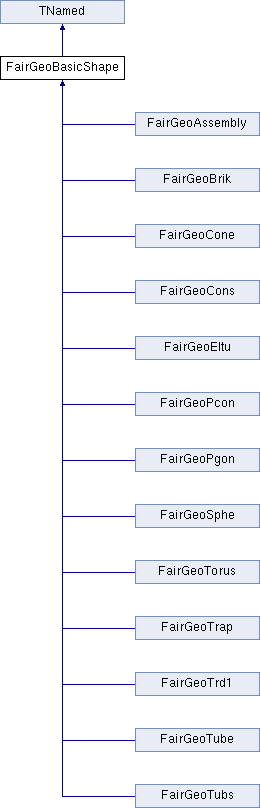 TNamed
FairGeoBasicShape
FairGeoAssembly
FairGeoBrik
FairGeoCone
FairGeoCons
FairGeoEltu
FairGeoPcon
FairGeoPgon
FairGeoSphe
FairGeoTorus
FairGeoTrap
FairGeoTrd1
FairGeoTube
FairGeoTubs